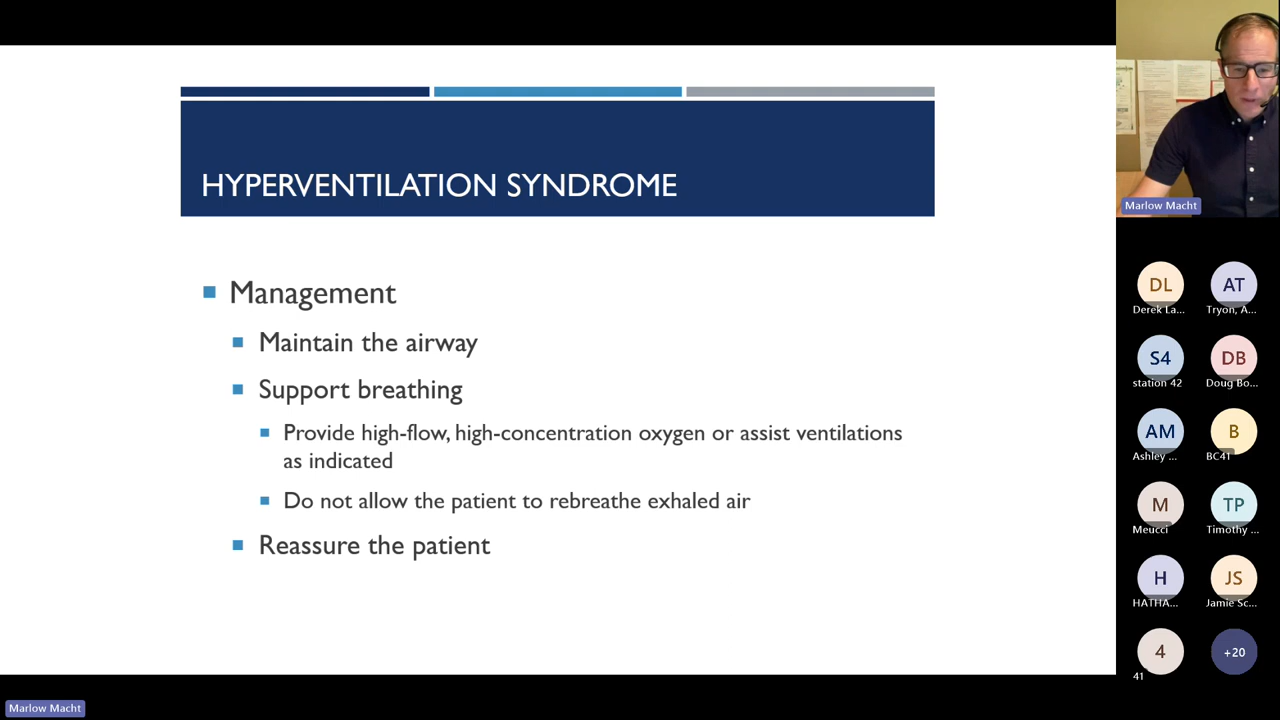 HYPERVENTILATION SYNDROME
Management
Maintain the airway
Support breathing
Provide high-flow, high-concentration oxygen or assist ventilations
as indicated
Do not allow the patient to rebreathe exhaled air
Reassure the patient
Marlow Macht
DL
AT
Derek La...
Tryon, A...
S4
DB
station 42
Doug Bo...
AM
B
Ashley ...
BC41
M
TP
Meucci
Timothy ...
H
JS
HATHA...
Jamie Sc...
4
+20
41
Marlow Macht